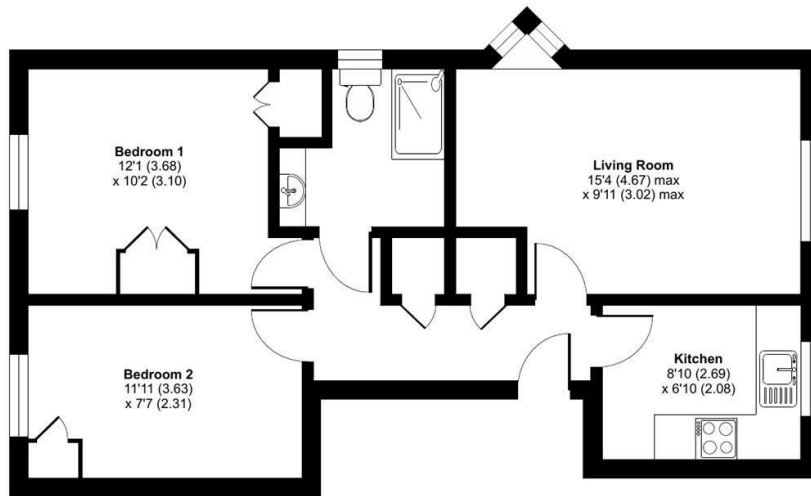 Bedroom 1
12'1 (3.68)
x 10'2 (3.10)
Living Room
15'4 (4.67) max
x 9'11 (3.02) max
Bedroom 2
11'11 (3.63)
x 7'7 (2.31)
Kitchen
8'10 (2.69)
x 6'10 (2.08)